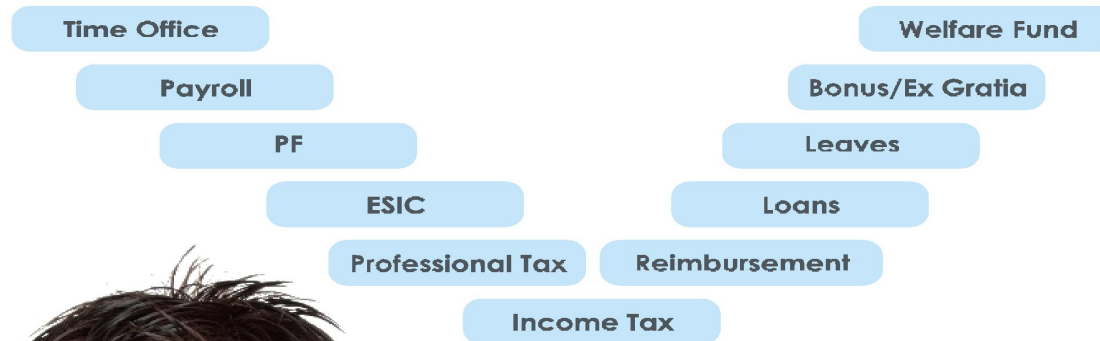 Time Office
Welfare Fund
Payroll
Bonus/Ex Gratia
PF
Leaves
ESIC
Loans
Professional Tax
Reimbursement
Income Tax